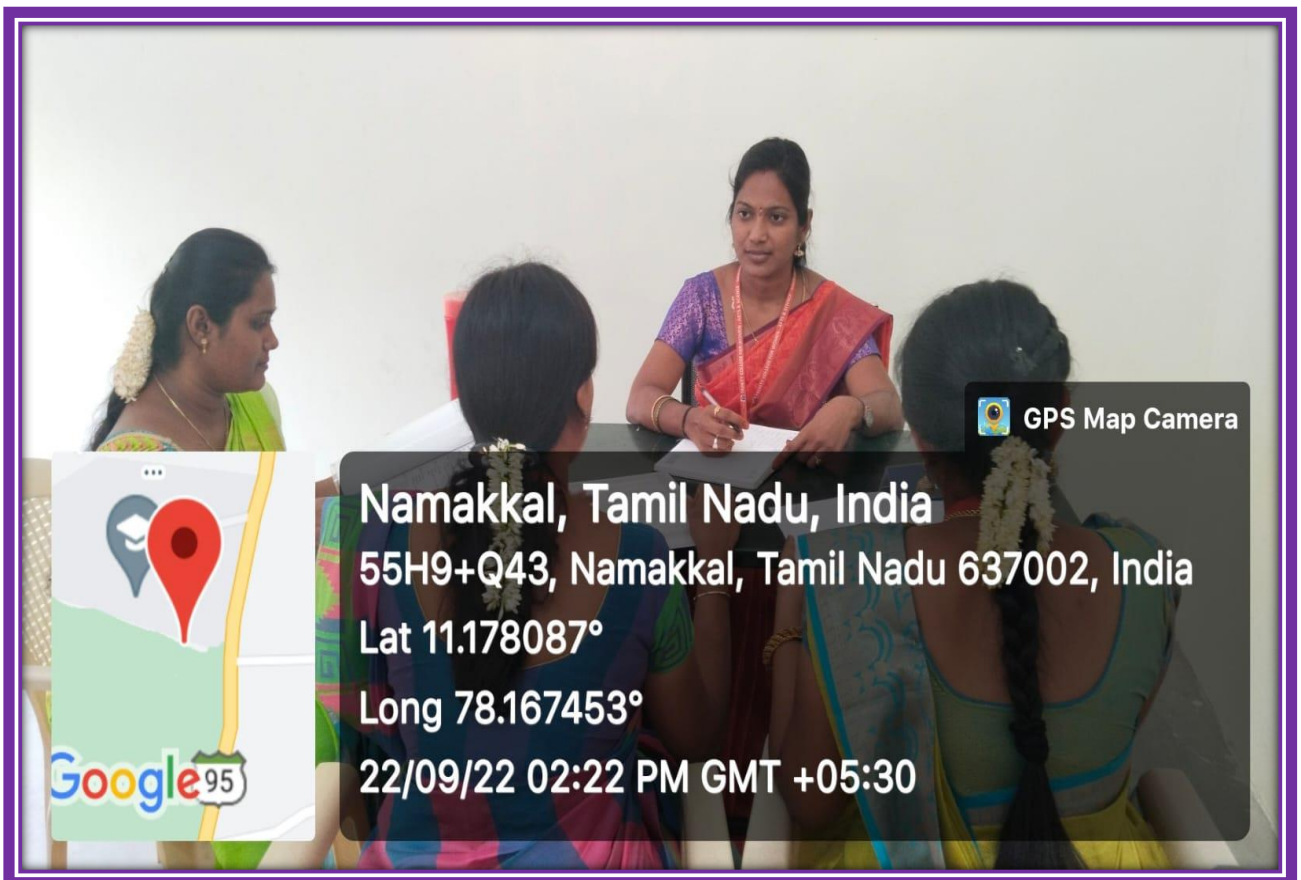 GPS Map Camera
Namakkal, Tamil Nadu, India
55H9+Q43, Namakkal, Tamil Nadu 637002, India
Lat 11.178087°
Long 78.167453°
22/09/22 02:22 PM GMT +05:30
Google
95